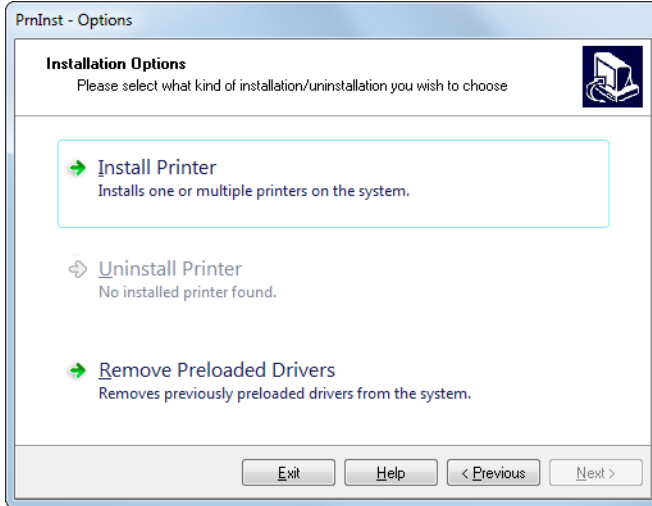 PrnInst - Options
Installation Options
Please select what kind of installation/uninstallation you wish to choose
Install Printer
Installs one or multiple printers on the system.
Uninstall Printer
No installed printer found.
Remove Preloaded Drivers
Removes previously preloaded drivers from the system.
Exit Help < Previous Next >